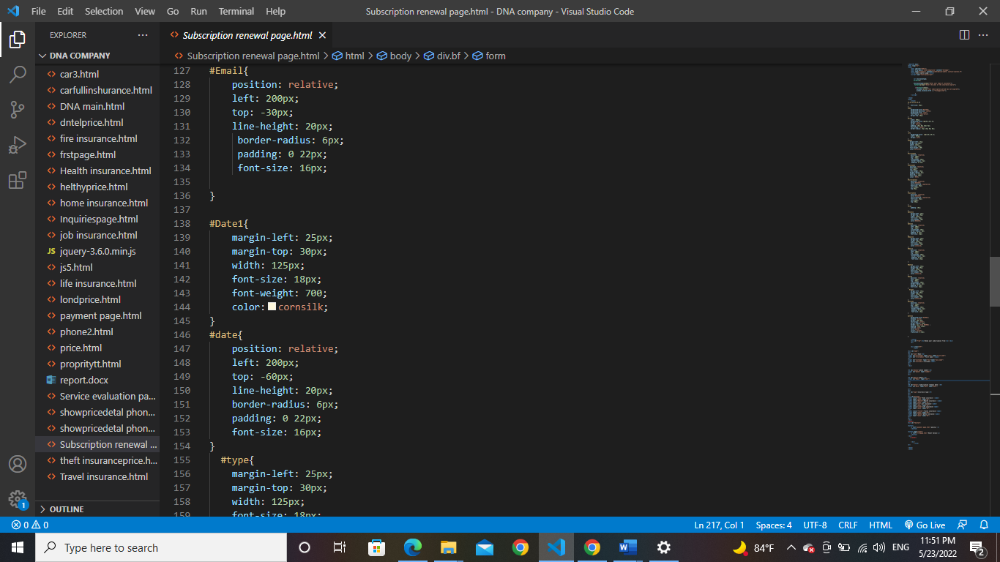 File Edit Selection View Go Run Terminal Help Subscription renewal page.html - DNA company - Visual Studio Code
EXPLORER
Subscription renewal page.html
DNA COMPANY
Subscription renewal page.html > html > body > div.bf > form
car3.html
carfullinshurance.html
DNA main.html
dntelprice.html
fire insurance.html
frstpage.html
Health insurance.html
helthyprice.html
home insurance.html
Inquiriespage.html
job insurance.html
JS jquery-3.6.0.min.js
js5.html
life insurance.html
londprice.html
payment page.html
phone2.html
price.html
propritytt.html
report.docx
Service evaluation pa...
showpricedetal phon...
showpricedetal phon...
Subscription renewal ...
theft insuranceprice.h...
Travel insurance.html
OUTLINE
127 #Email{
128 position: relative;
129 left: 200px;
130 top: -30px;
131 line-height: 20px;
132 border-radius: 6px;
133 padding: 0 22px;
134 font-size: 16px;
135
136 }
137
138 #Date1{
139 margin-left: 25px;
140 margin-top: 30px;
141 width: 125px;
142 font-size: 18px;
143 font-weight: 700;
144 color: cornsilk;
145 }
146 #date{
147 position: relative;
148 left: 200px;
149 top: -60px;
150 line-height: 20px;
151 border-radius: 6px;
152 padding: 0 22px;
153 font-size: 16px;
154 }
155 #type{
156 margin-left: 25px;
157 margin-top: 30px;
158 width: 125px;
159 font-size: 18px;
1
0 0 Ln 217, Col 1 Spaces: 4 UTF-8 CRLF HTML Go Live
Type here to search
84°F ENG 11:51 PM
5/23/2022
2